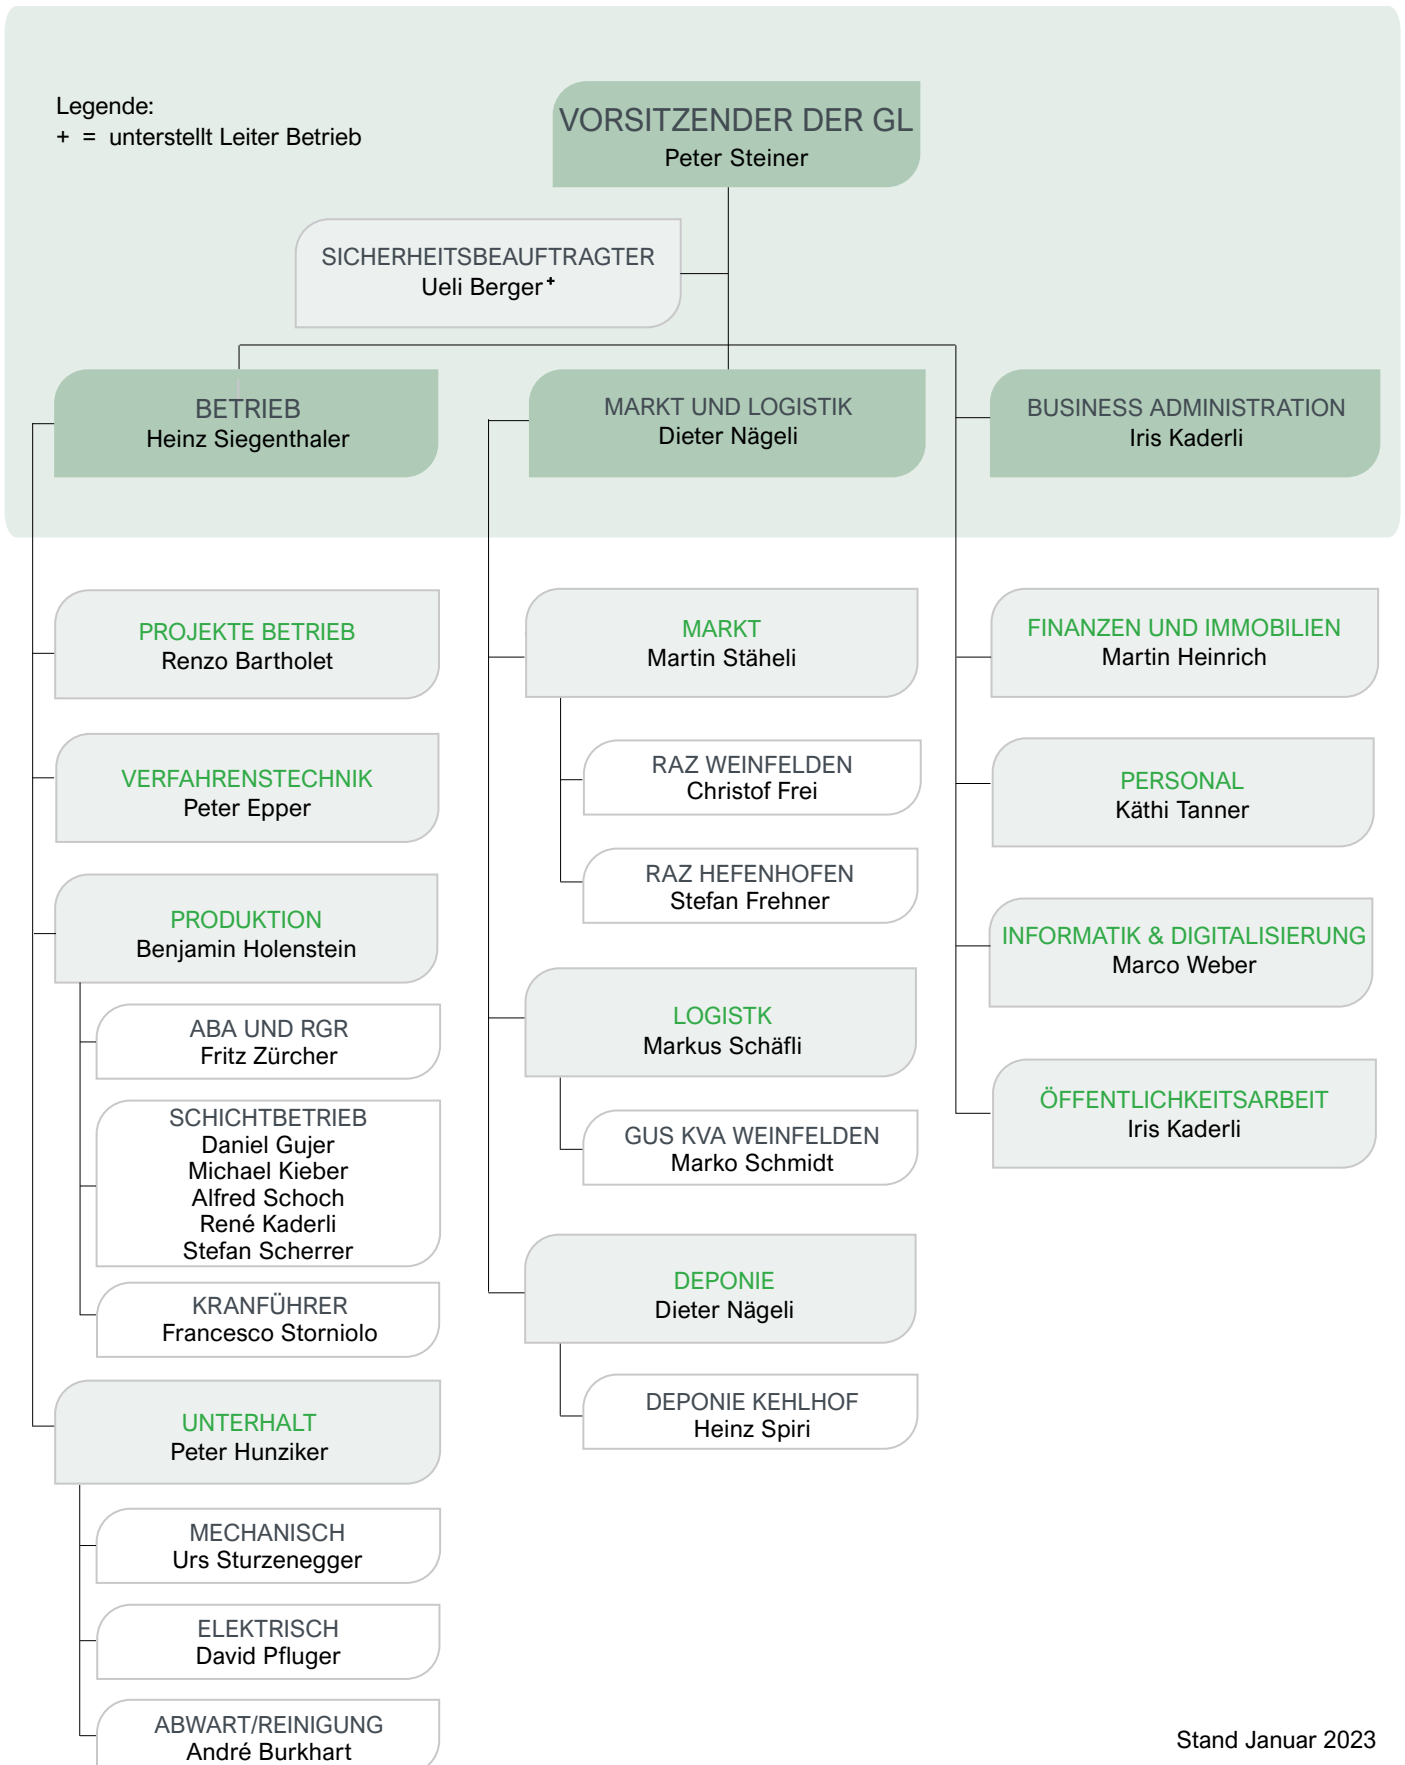 Legende:
+ = unterstellt Leiter Betrieb
VORSITZENDER DER GL
Peter Steiner
SICHERHEITSBEAUFTRAGTER
Ueli Berger+
BETRIEB
Heinz Siegenthaler
MARKT UND LOGISTIK
Dieter Nägeli
BUSINESS ADMINISTRATION
Iris Kaderli
PROJEKTE BETRIEB
Renzo Bartholet
VERFAHRENSTECHNIK
Peter Epper
PRODUKTION
Benjamin Holenstein
ABA UND RGR
Fritz Zürcher
SCHICHTBETRIEB
Daniel Gujer
Michael Kieber
Alfred Schoch
René Kaderli
Stefan Scherrer
KRANFÜHRER
Francesco Storniolo
UNTERHALT
Peter Hunziker
MECHANISCH
Urs Sturzenegger
ELEKTRISCH
David Pfluger
ABWART/REINIGUNG
André Burkhart
MARKT
Martin Stäheli
RAZ WEINFELDEN
Christof Frei
RAZ HEFENHOFEN
Stefan Frehner
LOGISTK
Markus Schäfli
GUS KVA WEINFELDEN
Marko Schmidt
DEPONIE
Dieter Nägeli
DEPONIE KEHLHOF
Heinz Spiri
FINANZEN UND IMMOBILIEN
Martin Heinrich
PERSONAL
Käthi Tanner
INFORMATIK & DIGITALISIERUNG
Marco Weber
ÖFFENTLICHKEITSARBEIT
Iris Kaderli
Stand Januar 2023